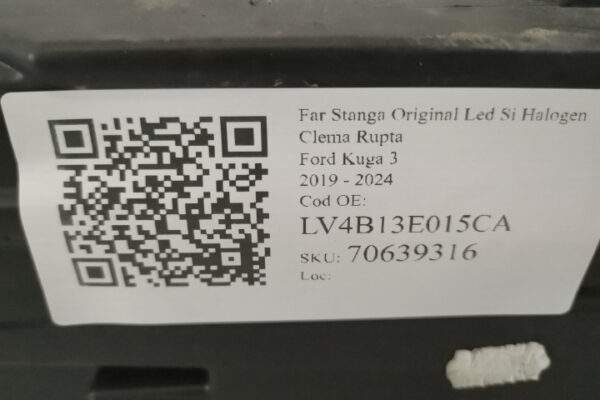 Far Stanga Original Led Si Halogen
Clema Rupta
Ford Kuga 3
2019 - 2024
Cod OE:
LV4B13E015CA
SKU: 70639316
Loc: